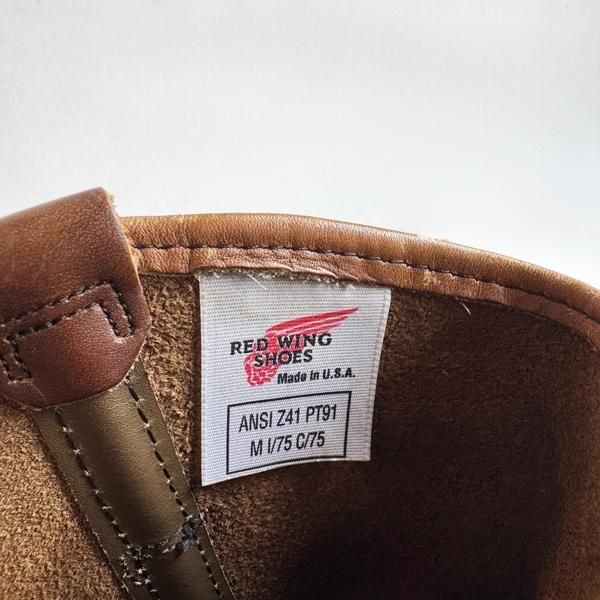 RED WING
SHOES
Made in U.S.A.
ANSI Z41 PT91
M I/75 C/75